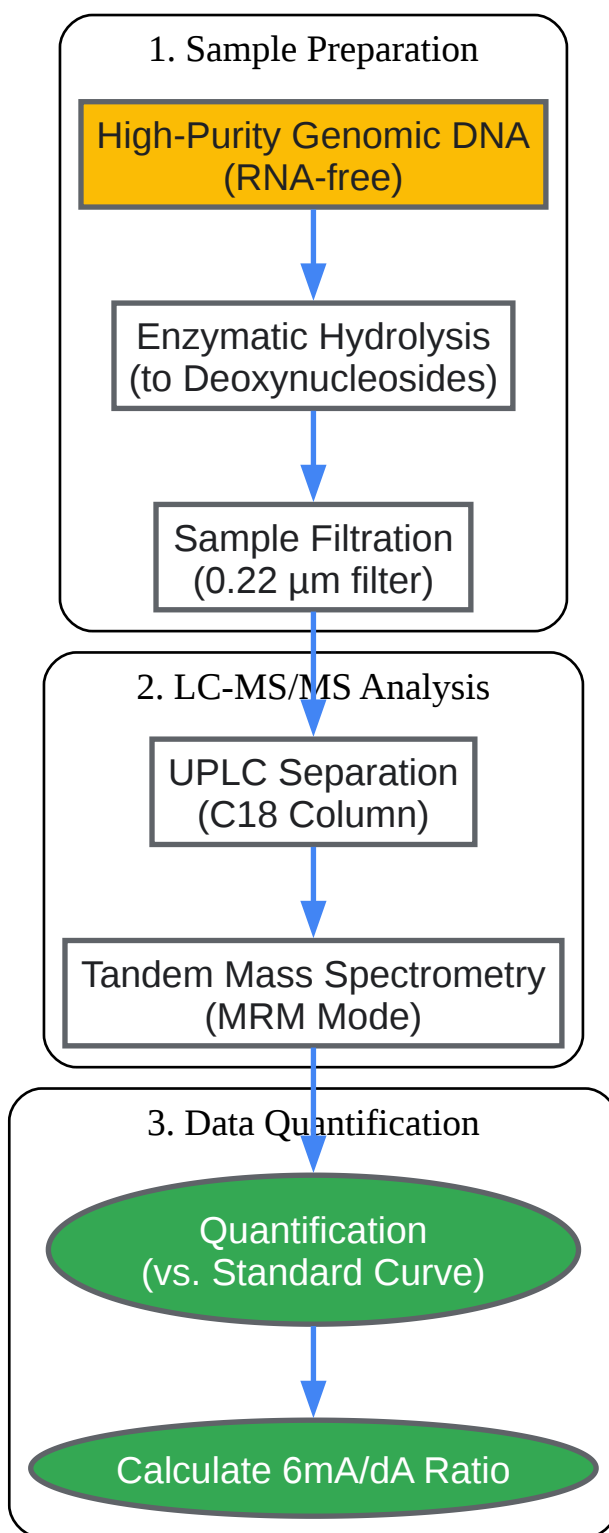 1. Sample Preparation
High-Purity Genomic DNA
(RNA-free)
Enzymatic Hydrolysis
(to Deoxynucleosides)
Sample Filtration
(0.22 µm filter)
2. LC-MS/MS Analysis
UPLC Separation
(C18 Column)
Tandem Mass Spectrometry
(MRM Mode)
3. Data Quantification
Quantification
(vs. Standard Curve)
Calculate 6mA/dA Ratio